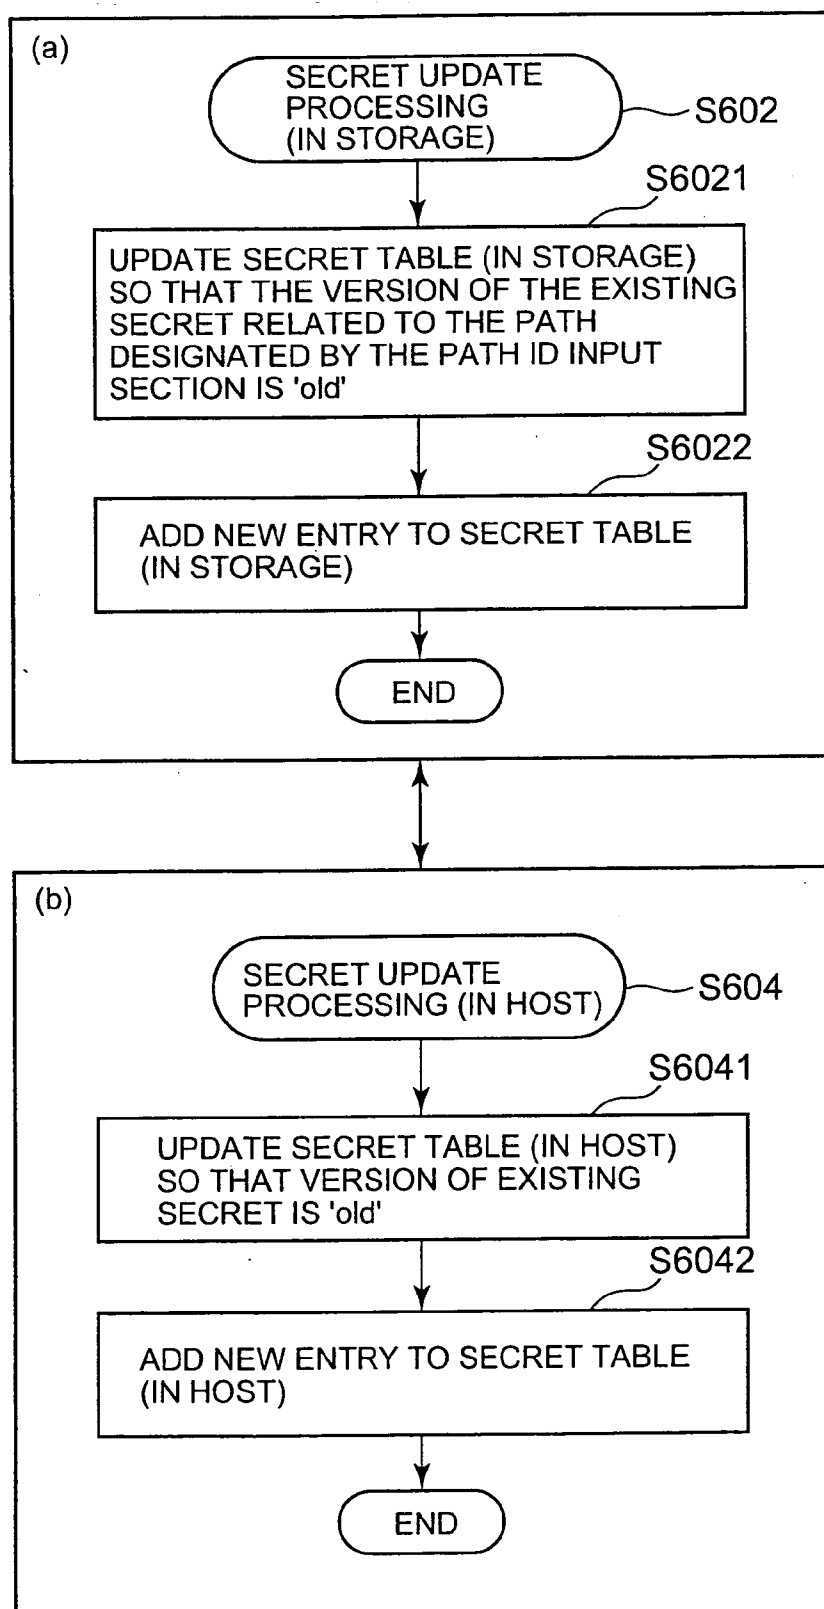 (a)
SECRET UPDATE
PROCESSING
(IN STORAGE)
S602
S6021
UPDATE SECRET TABLE (IN STORAGE)
SO THAT THE VERSION OF THE EXISTING
SECRET RELATED TO THE PATH
DESIGNATED BY THE PATH ID INPUT
SECTION IS 'old'
S6022
ADD NEW ENTRY TO SECRET TABLE
(IN STORAGE)
END
(b)
SECRET UPDATE
PROCESSING (IN HOST)
S604
S6041
UPDATE SECRET TABLE (IN HOST)
SO THAT VERSION OF EXISTING
SECRET IS 'old'
S6042
ADD NEW ENTRY TO SECRET TABLE
(IN HOST)
END